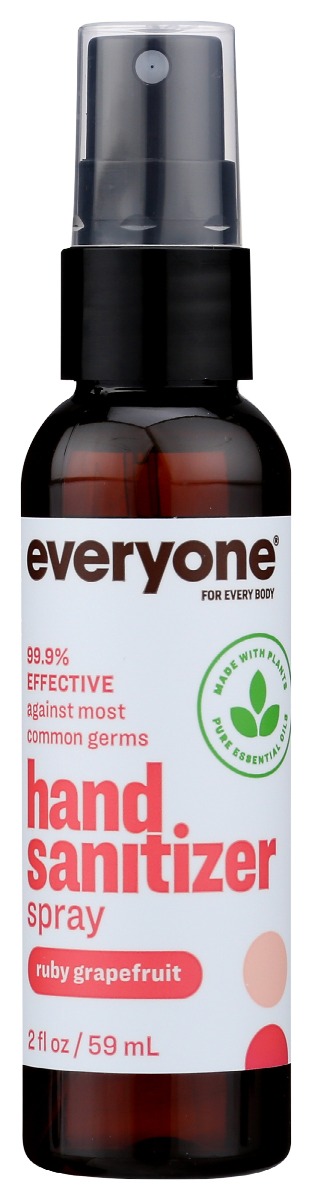 everyone®
FOR EVERY BODY
99.9%
EFFECTIVE
against most
common germs
MADE WITH PLANTS
PURE ESSENTIAL OILS
hand
sanitizer
spray
ruby grapefruit
2 fl oz / 59 mL